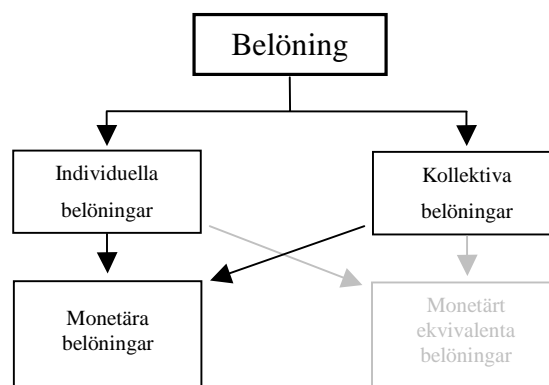 Belöning
Individuella
belöningar
Kollektiva
belöningar
Monetära
belöningar
Monetärt
ekvivalenta
belöningar